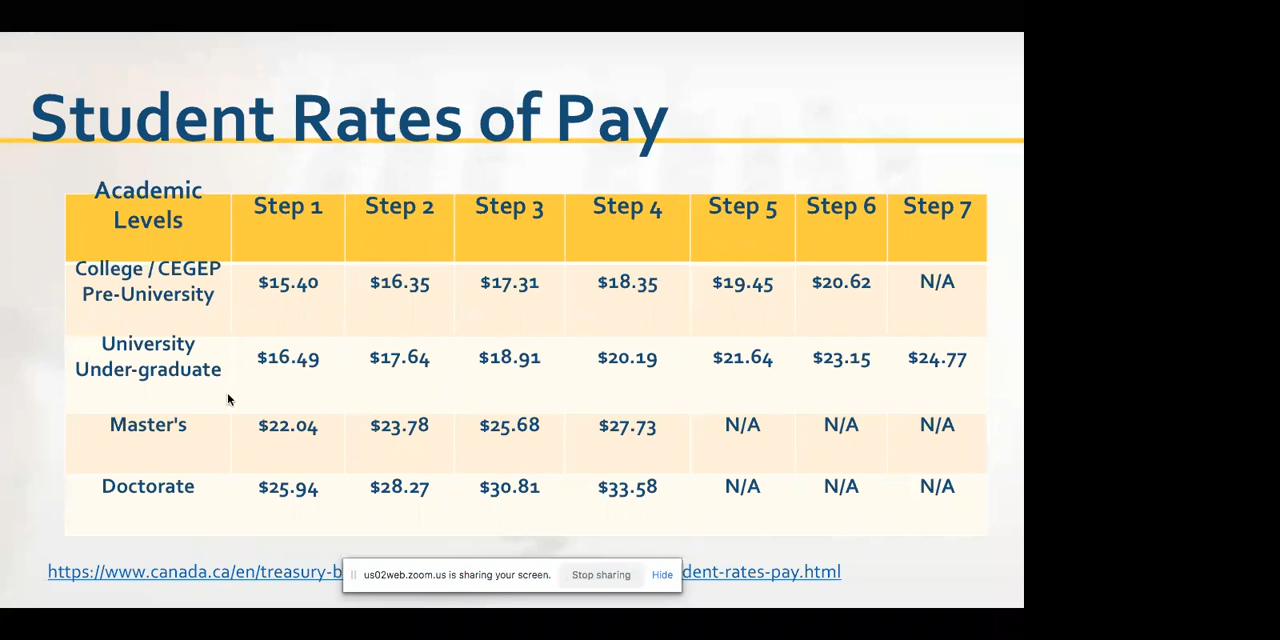 Student Rates of Pay
Academic Levels Step 1 Step 2 Step 3 Step 4 Step 5 Step 6 Step 7
College / CEGEP Pre-University $15.40 $16.35 $17.31 $18.35 $19.45 $20.62 N/A
University Under-graduate $16.49 $17.64 $18.91 $20.19 $21.64 $23.15 $24.77
Master's $22.04 $23.78 $25.68 $27.73 N/A N/A N/A
Doctorate $25.94 $28.27 $30.81 $33.58 N/A N/A N/A
https://www.canada.ca/en/treasury-b dent-rates-pay.html
us02web.zoom.us is sharing your screen. Stop sharing Hide